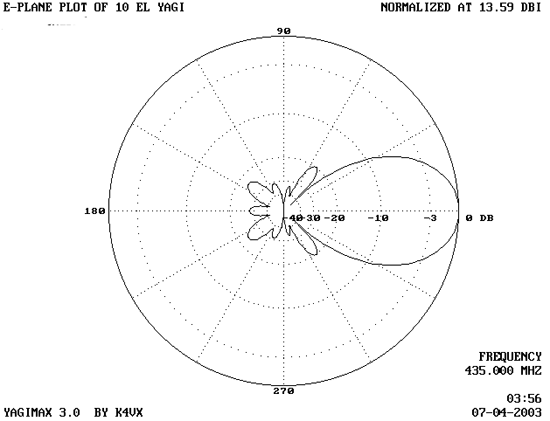 E-PLANE PLOT OF 10 EL YAGI
NORMALIZED AT 13.59 DBI
90
180
-40 -30 -20 -10 -3 0 DB
270
FREQUENCY
435.000 MHZ
03:56
YAGIMAX 3.0 BY K4VX
07-04-2003